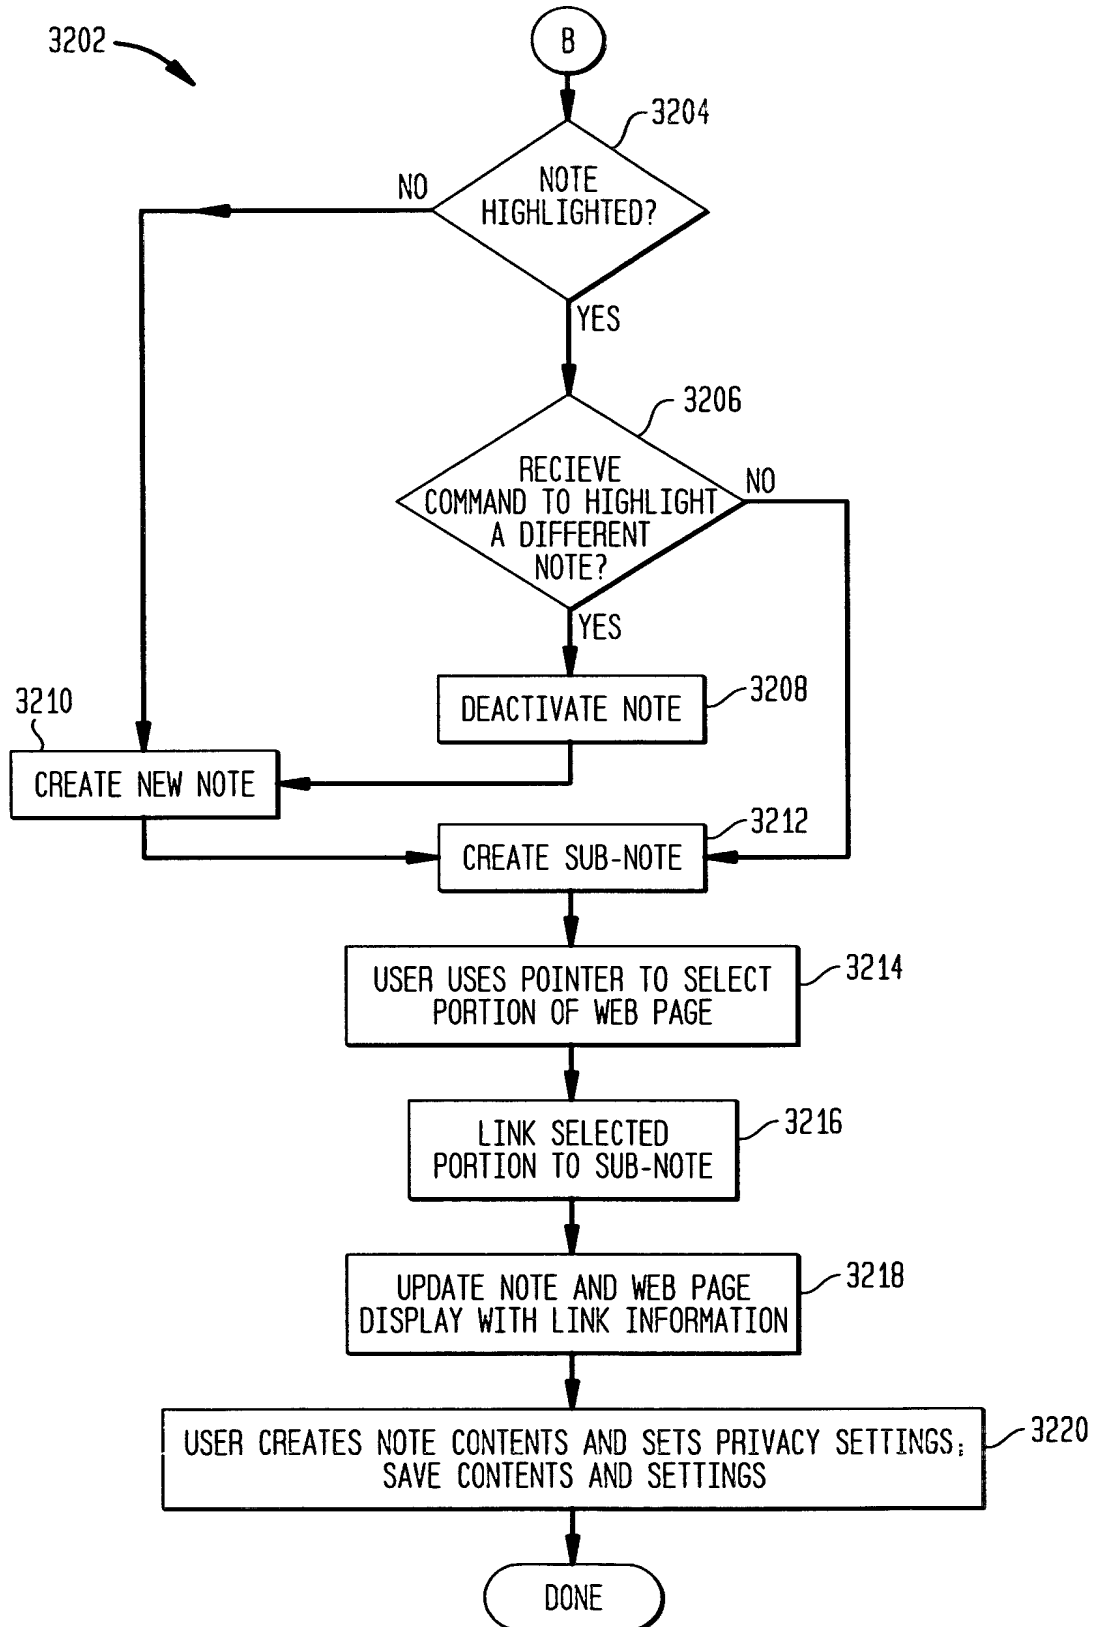 3202
B
3204
NOTE
HIGHLIGHTED?
NO
YES
3206
RECIEVE
COMMAND TO HIGHLIGHT
A DIFFERENT
NOTE?
NO
YES
3208
DEACTIVATE NOTE
3210
CREATE NEW NOTE
3212
CREATE SUB-NOTE
3214
USER USES POINTER TO SELECT
PORTION OF WEB PAGE
3216
LINK SELECTED
PORTION TO SUB-NOTE
3218
UPDATE NOTE AND WEB PAGE
DISPLAY WITH LINK INFORMATION
3220
USER CREATES NOTE CONTENTS AND SETS PRIVACY SETTINGS;
SAVE CONTENTS AND SETTINGS
DONE